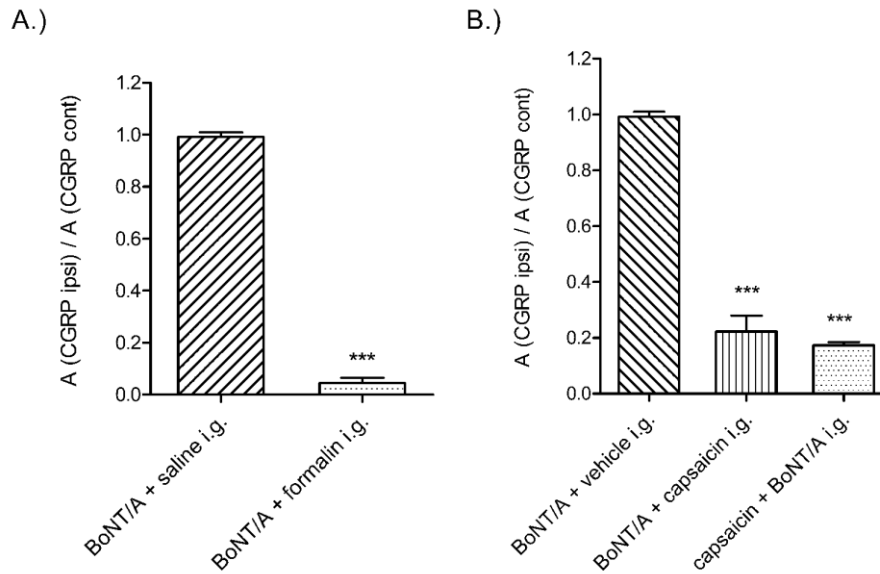 A.)
A (CGRP ipsi) / A (CGRP cont)
1.2
1.0
0.8
0.6
0.4
0.2
0.0
***
BoNT/A + saline i.g.
BoNT/A + formalin i.g.
B.)
A (CGRP ipsi) / A (CGRP cont)
1.2
1.0
0.8
0.6
0.4
0.2
0.0
***
***
BoNT/A + vehicle i.g.
BoNT/A + capsaicin i.g.
capsaicin + BoNT/A i.g.